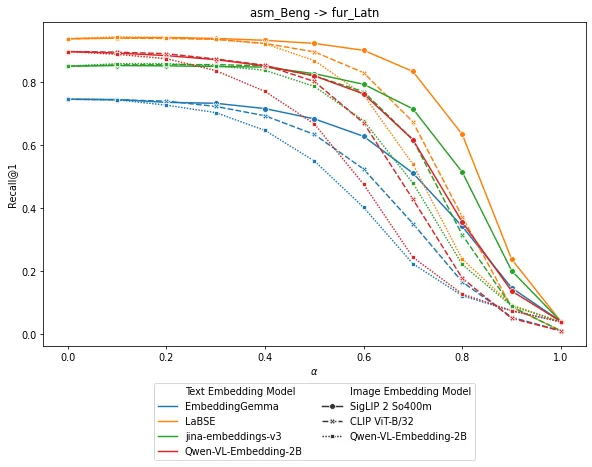 asm_Beng -> fur_Latn
Recall@1
0.8
0.6
0.4
0.2
0.0
0.0 0.2 0.4 0.6 0.8 1.0
α
Text Embedding Model
EmbeddingGemma
LaBSE
jina-embeddings-v3
Qwen-VL-Embedding-2B
Image Embedding Model
SigLIP 2 So400m
CLIP ViT-B/32
Qwen-VL-Embedding-2B